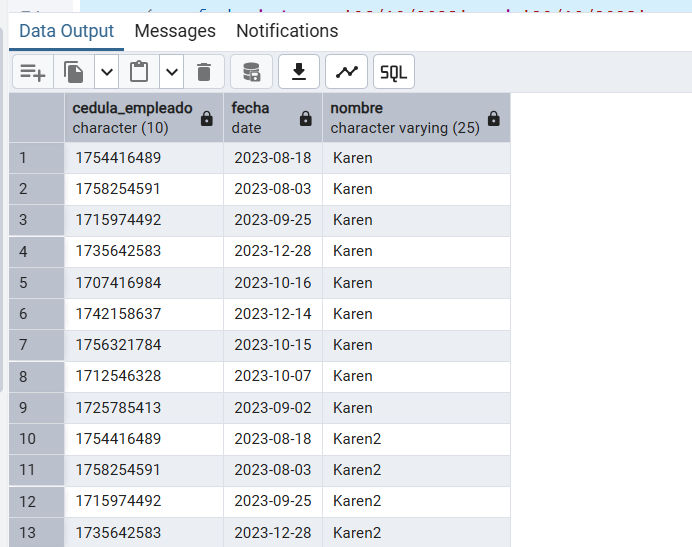 Data Output Messages Notifications
SQL
cedula_empleado fecha nombre
character (10) date character varying (25)
1 1754416489 2023-08-18 Karen
2 1758254591 2023-08-03 Karen
3 1715974492 2023-09-25 Karen
4 1735642583 2023-12-28 Karen
5 1707416984 2023-10-16 Karen
6 1742158637 2023-12-14 Karen
7 1756321784 2023-10-15 Karen
8 1712546328 2023-10-07 Karen
9 1725785413 2023-09-02 Karen
10 1754416489 2023-08-18 Karen2
11 1758254591 2023-08-03 Karen2
12 1715974492 2023-09-25 Karen2
13 1735642583 2023-12-28 Karen2